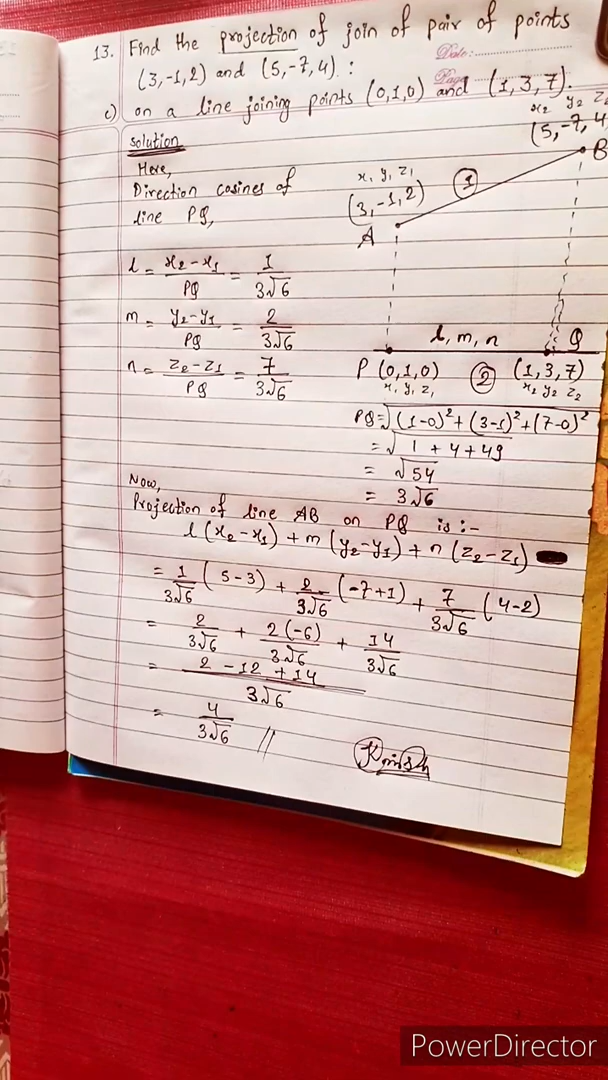 13. Find the projection of join of pair of points
(3,-1,2) and (5,-7,4) :
Date:
Page
c) on a line joining points (0,1,0) and (1,3,7).
solution
Here,
Direction cosines of
line PQ,
l = x₂-x₁/PQ = 1/3√6
m = y₂-y₁/PQ = 2/3√6
n = z₂-z₁/PQ = 7/3√6
x₂ y₂ z₂
(5,-7,4
B
x₁ y₁ z₁
(3,-1,2)
①
A
l, m, n
Q
P (0,1,0) ② (1,3,7)
x₁ y₁ z₁ x₂ y₂ z₂
PQ = √(1-0)²+(3-1)²+(7-0)²
= √1+4+49
= √54
= 3√6
Now,
Projection of line AB on PQ is :-
l(x₂-x₁)+m(y₂-y₁)+n(z₂-z₁)
= 1/3√6 (5-3) + 2/3√6 (-7+1) + 7/3√6 (4-2)
= 2/3√6 + 2(-6)/3√6 + 14/3√6
= 2-12+14/3√6
= 4/3√6 //
PowerDirector